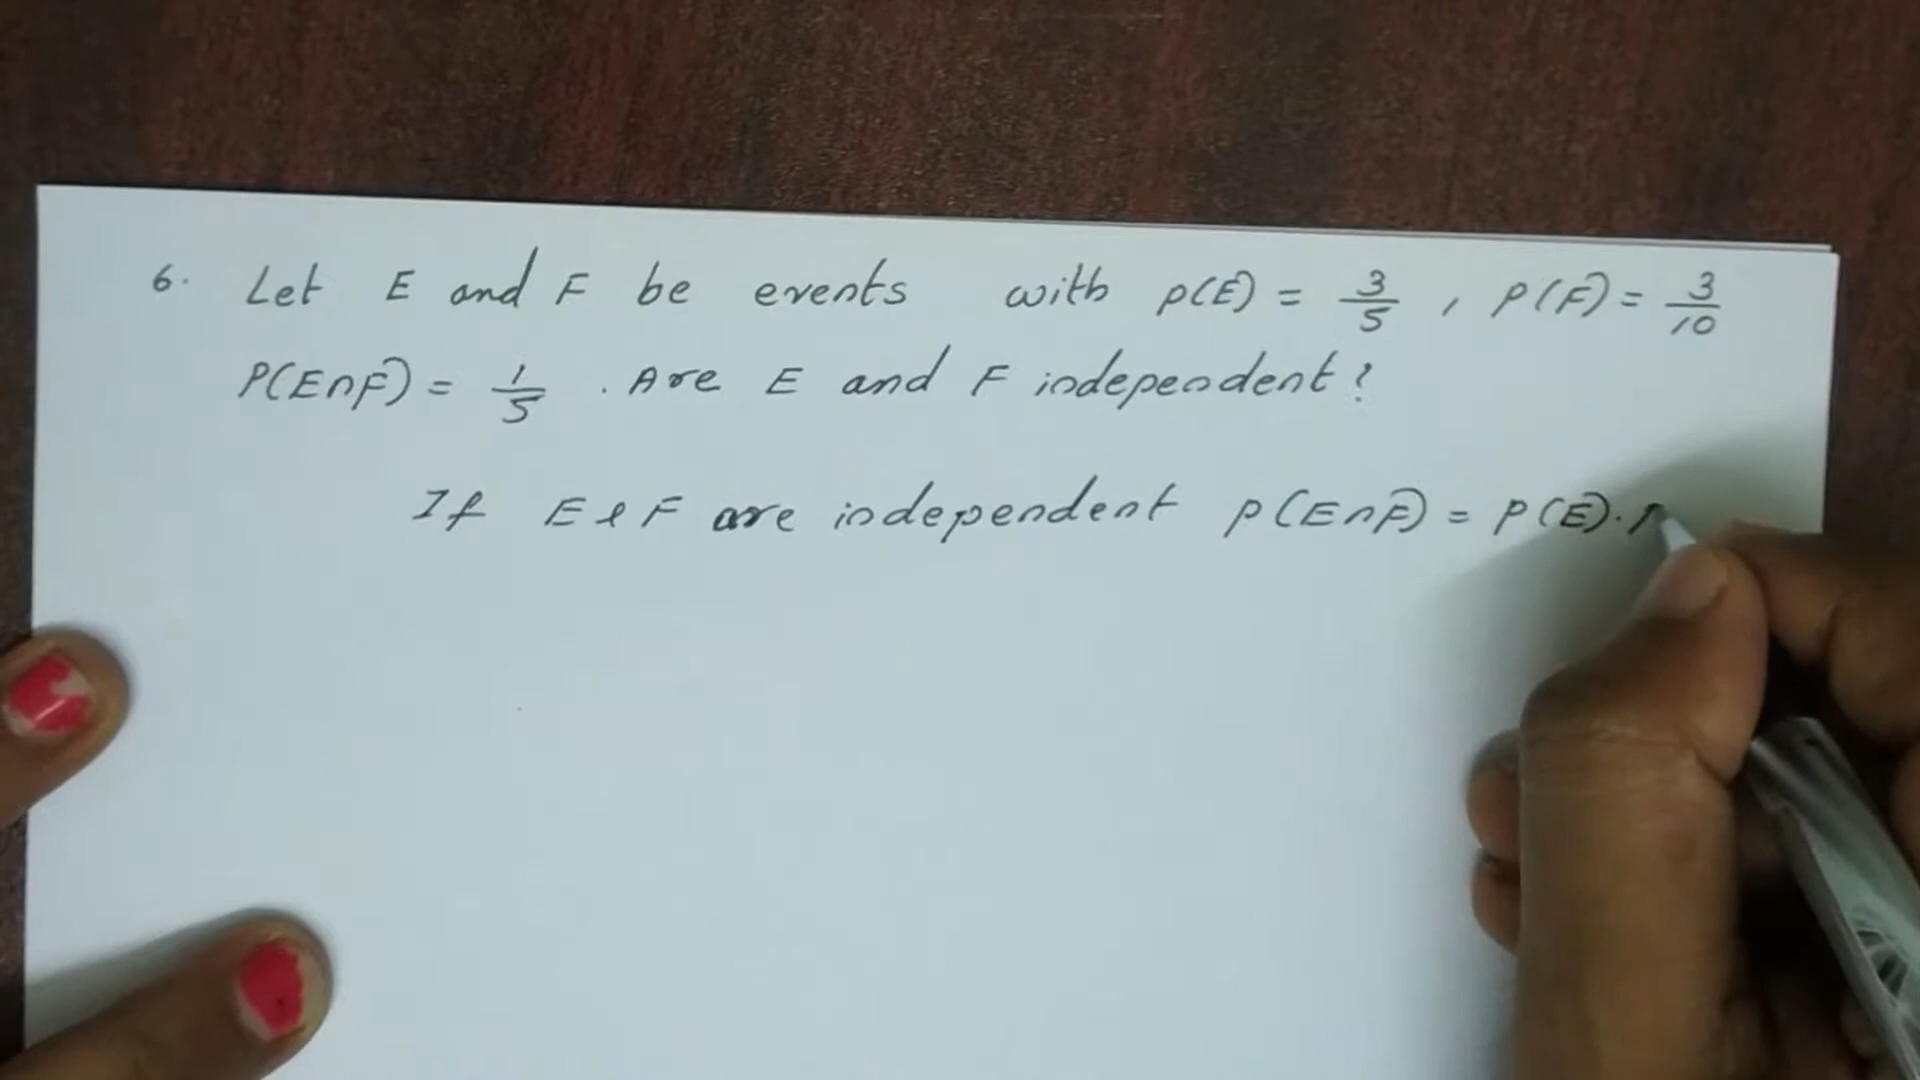 6. Let E and F be events with P(E) = 3/5 , P(F) = 3/10
P(E∩F) = 1/5 . Are E and F independent?
If E & F are independent P(E∩F) = P(E).